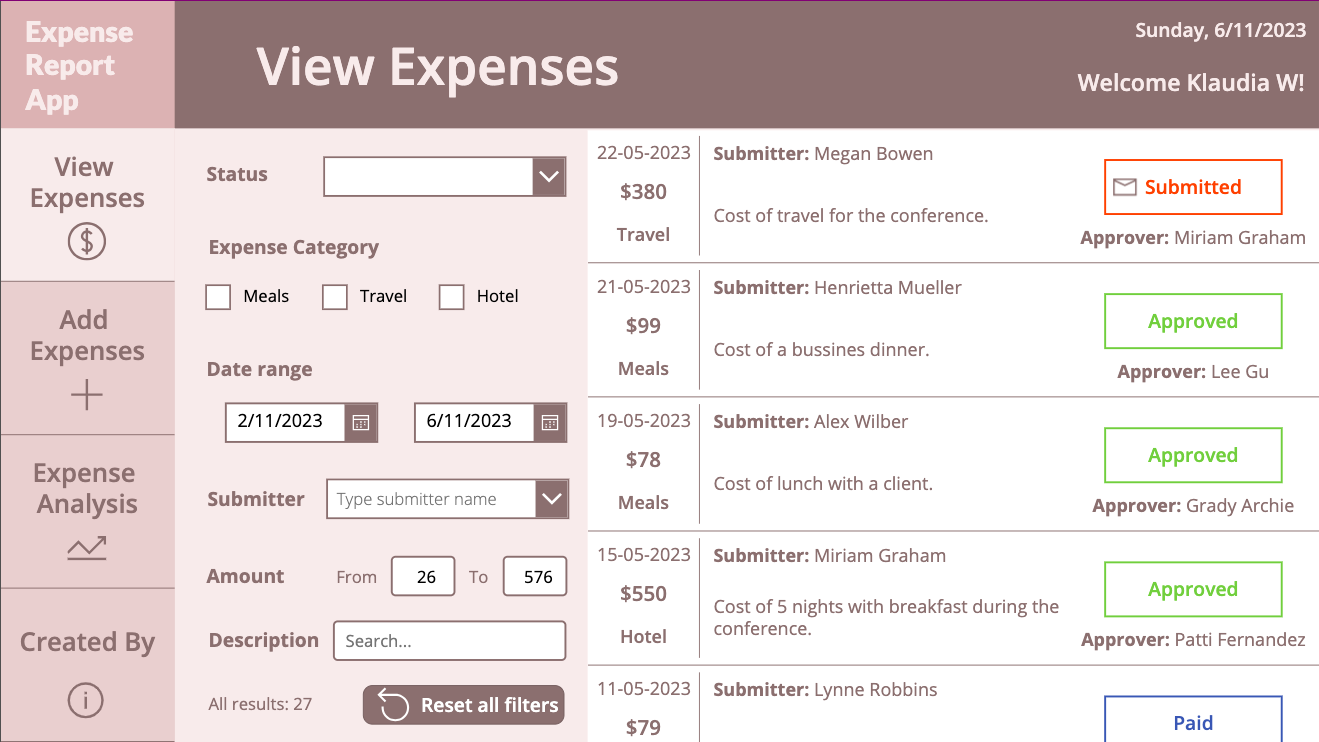 Expense
Report
App
View Expenses
Sunday, 6/11/2023
Welcome Klaudia W!
View
Expenses
Add
Expenses
Expense
Analysis
Created By
Status
Expense Category
Meals
Travel
Hotel
Date range
2/11/2023
6/11/2023
Submitter
Type submitter name
Amount
From
26
To
576
Description
Search...
All results: 27
Reset all filters
22-05-2023
$380
Travel
Submitter: Megan Bowen
Cost of travel for the conference.
Submitted
Approver: Miriam Graham
21-05-2023
$99
Meals
Submitter: Henrietta Mueller
Cost of a bussines dinner.
Approved
Approver: Lee Gu
19-05-2023
$78
Meals
Submitter: Alex Wilber
Cost of lunch with a client.
Approved
Approver: Grady Archie
15-05-2023
$550
Hotel
Submitter: Miriam Graham
Cost of 5 nights with breakfast during the
conference.
Approved
Approver: Patti Fernandez
11-05-2023
$79
Submitter: Lynne Robbins
Paid